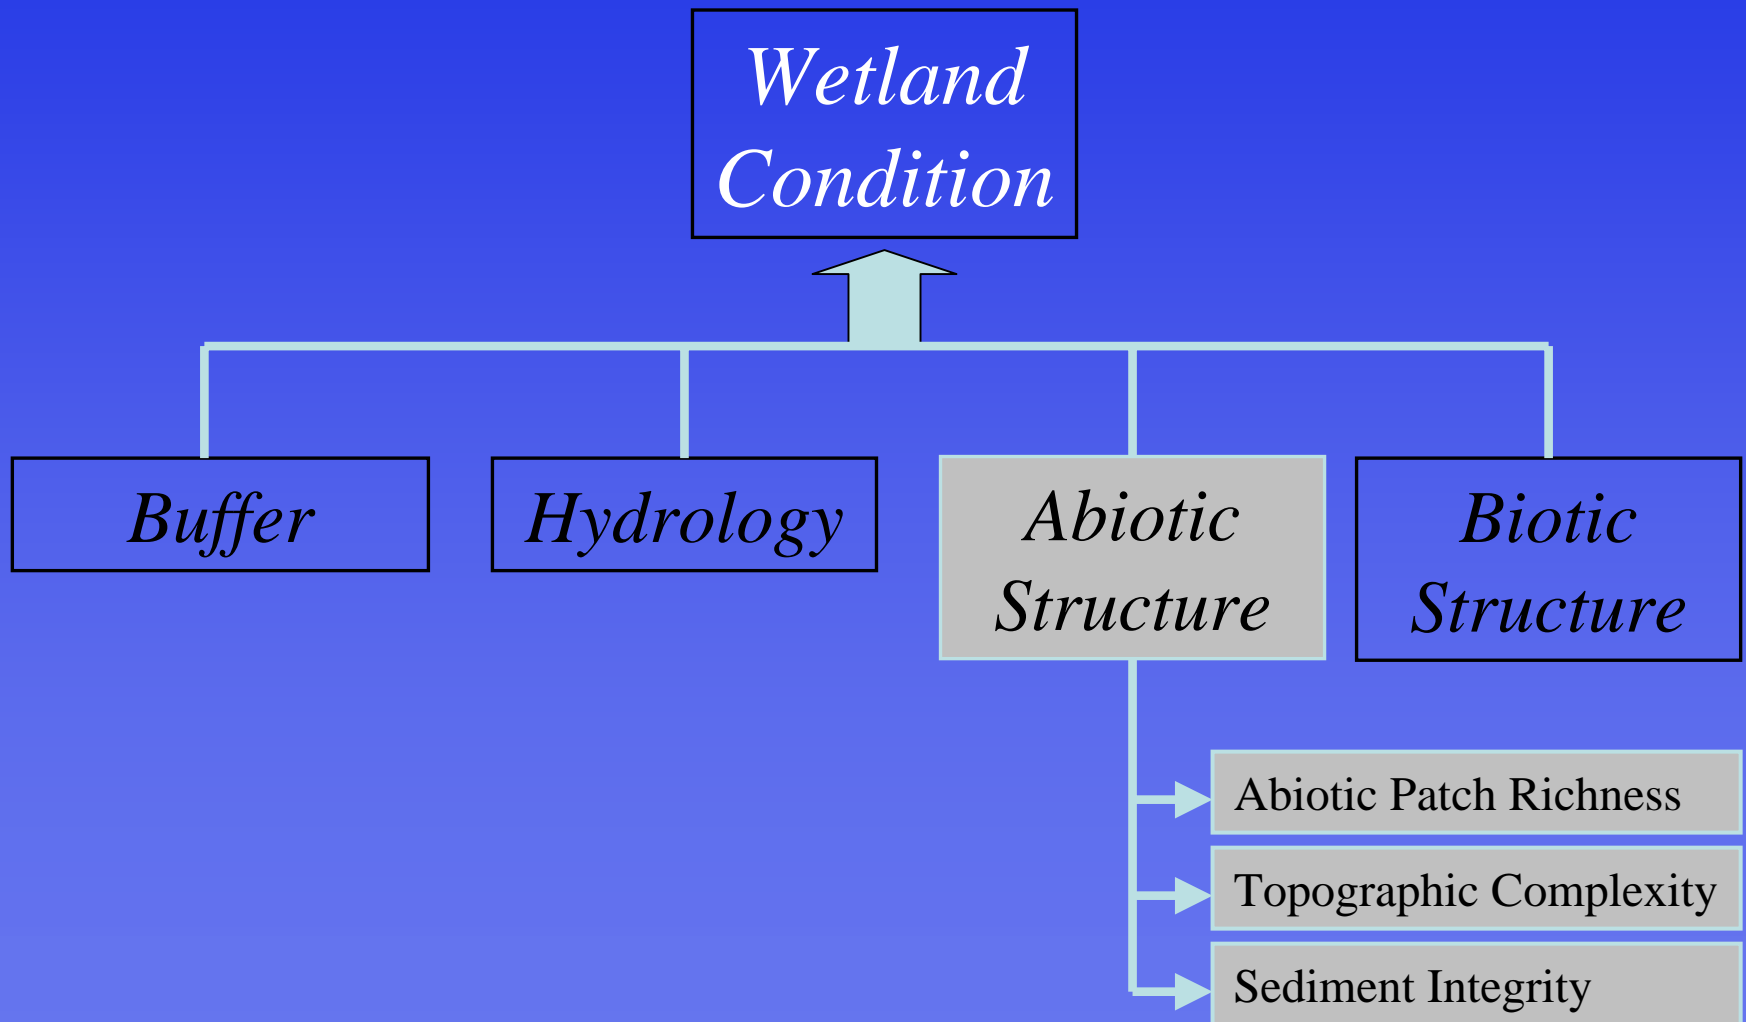 Wetland
Condition
Buffer
Hydrology
Abiotic
Structure
Biotic
Structure
Abiotic Patch Richness
Topographic Complexity
Sediment Integrity